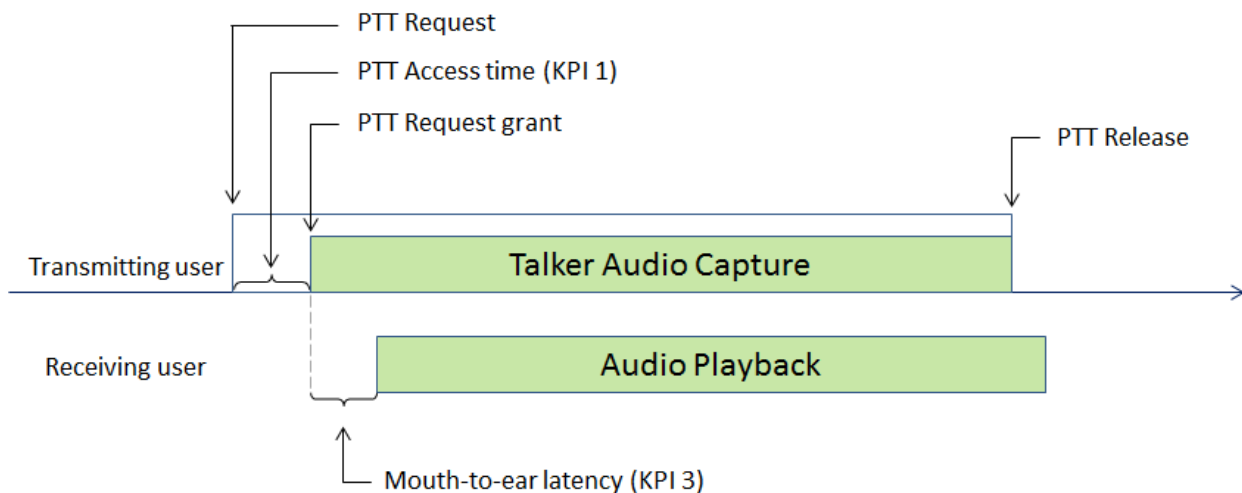 PTT Request
PTT Access time (KPI 1)
PTT Request grant
PTT Release
Transmitting user
Talker Audio Capture
Receiving user
Audio Playback
Mouth-to-ear latency (KPI 3)